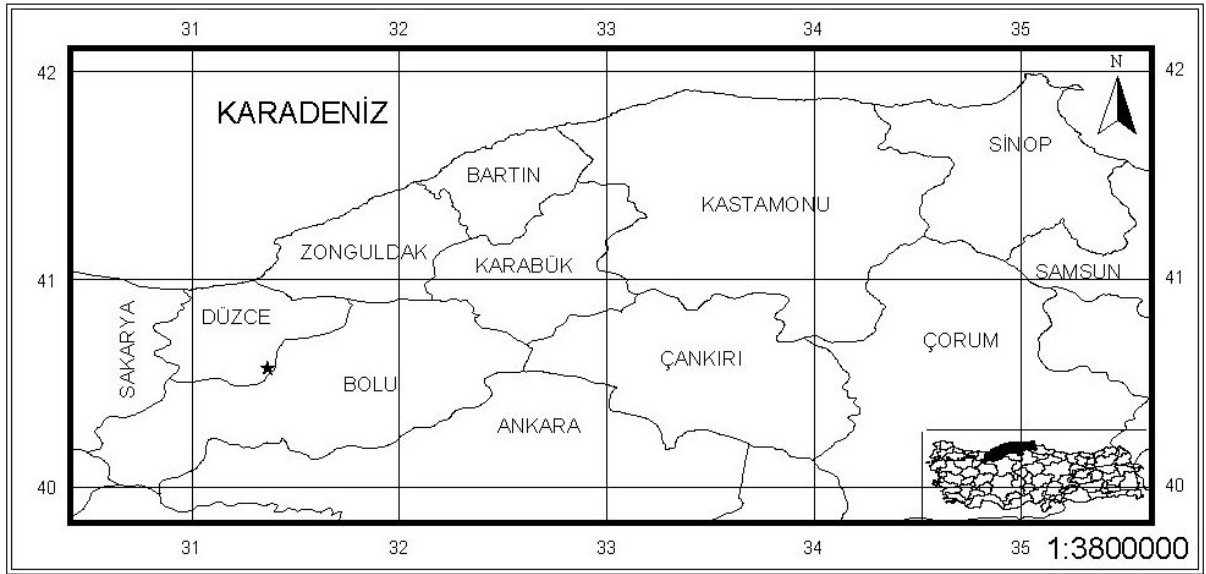 31 32 33 34 35
42 42
N
KARADENİZ
SİNOP
BARTIN
KASTAMONU
ZONGULDAK
KARABÜK
SAMSUN
41 41
SAKARYA
DÜZCE
ÇORUM
ÇANKIRI
BOLU
ANKARA
40 40
31 32 33 34 35
1:3800000